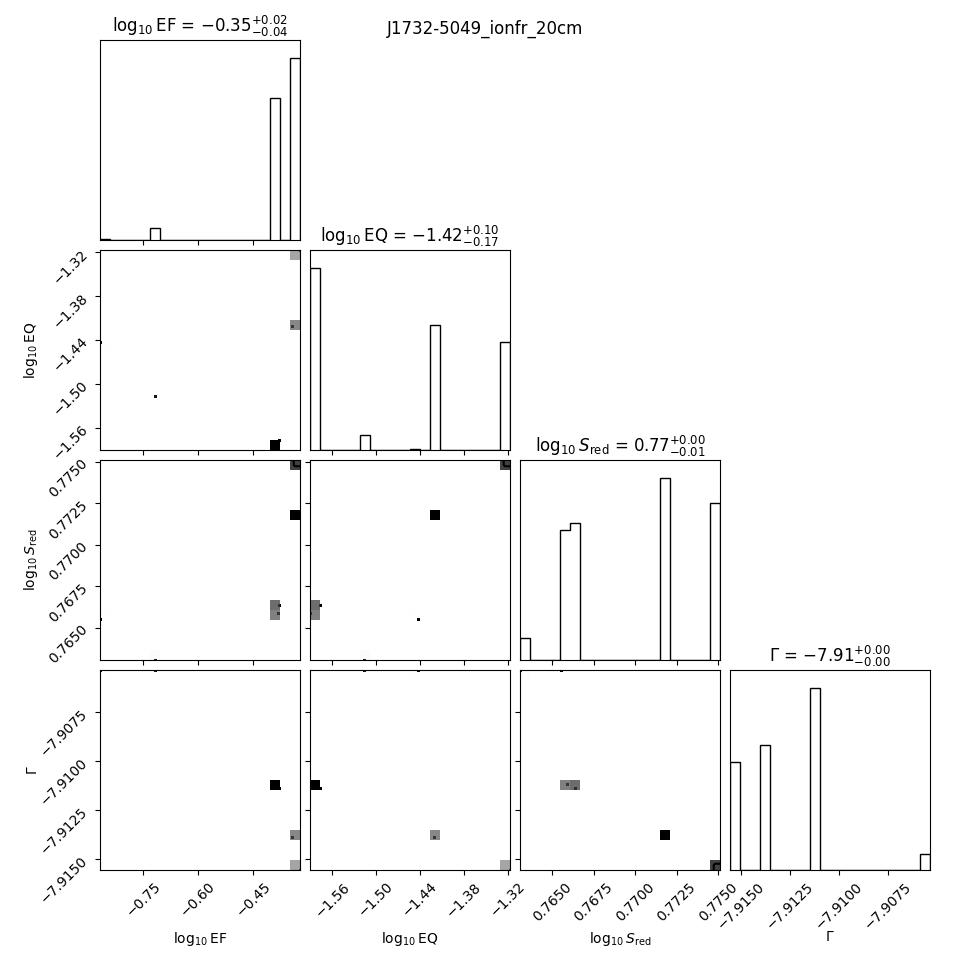 J1732-5049_ionfr_20cm
log₁₀ EF = −0.35⁺⁰·⁰²₋₀.₀₄
log₁₀ EQ = −1.42⁺⁰·¹⁰₋₀.₁₇
log₁₀ S_red = 0.77⁺⁰·⁰⁰₋₀.₀₁
Γ = −7.91⁺⁰·⁰⁰₋₀.₀₀
log₁₀ EQ
−1.32
−1.38
−1.44
−1.50
−1.56
log₁₀ S_red
0.7750
0.7725
0.7700
0.7675
0.7650
Γ
−7.9075
−7.9100
−7.9125
−7.9150
−0.75 −0.60 −0.45
−1.56 −1.50 −1.44 −1.38 −1.32
0.7650 0.7675 0.7700 0.7725 0.7750
−7.9150 −7.9125 −7.9100 −7.9075
log₁₀ EF
log₁₀ EQ
log₁₀ S_red
Γ